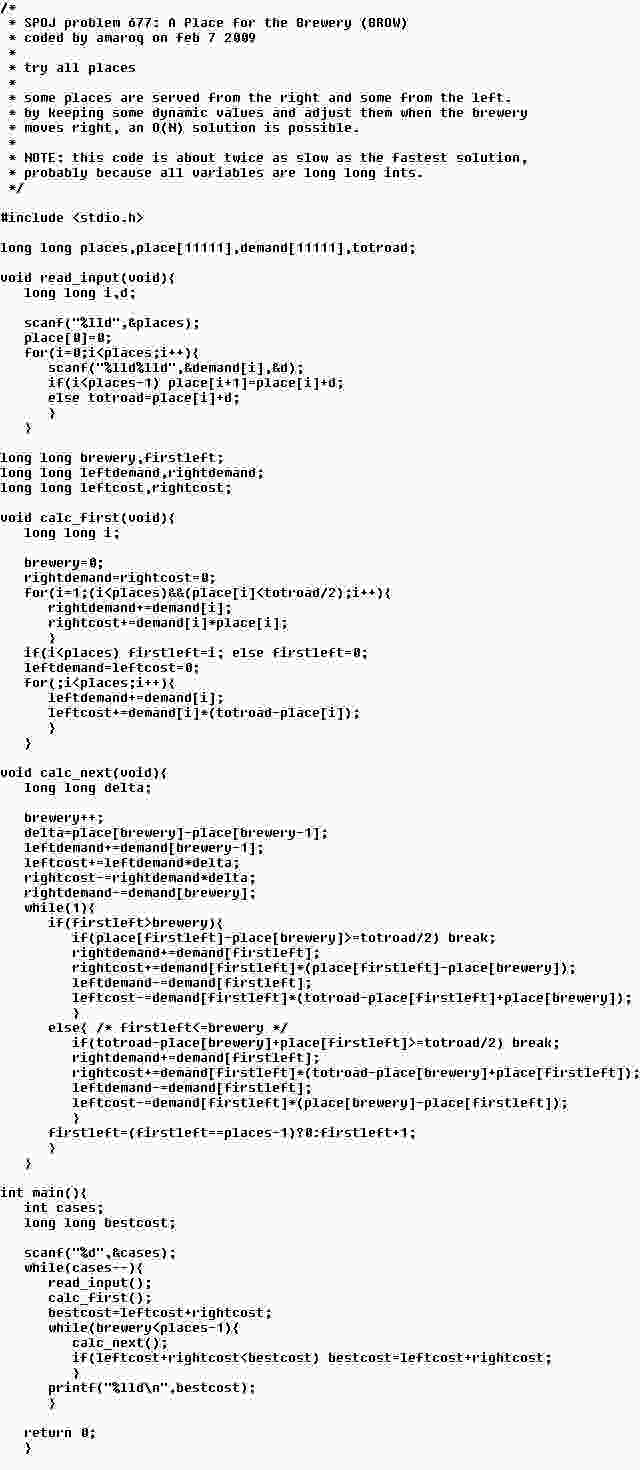 /*
 * SPOJ problem 677: A Place for the Brewery (BROW)
 * coded by amaroq on feb 7 2009
 *
 * try all places
 *
 * some places are served from the right and some from the left.
 * by keeping some dynamic values and adjust them when the brewery
 * moves right, an O(N) solution is possible.
 *
 * NOTE: this code is about twice as slow as the fastest solution,
 * probably because all variables are long long ints.
 */

#include <stdio.h>

long long places,place[11111],demand[11111],totroad;

void read_input(void){
   long long i,d;

   scanf("%lld",&places);
   place[0]=0;
   for(i=0;i<places;i++){
      scanf("%lld%lld",&demand[i],&d);
      if(i<places-1) place[i+1]=place[i]+d;
      else totroad=place[i]+d;
      }
   }

long long brewery,firstleft;
long long leftdemand,rightdemand;
long long leftcost,rightcost;

void calc_first(void){
   long long i;

   brewery=0;
   rightdemand=rightcost=0;
   for(i=1;(i<places)&&(place[i]<totroad/2);i++){
      rightdemand+=demand[i];
      rightcost+=demand[i]*place[i];
      }
   if(i<places) firstleft=i; else firstleft=0;
   leftdemand=leftcost=0;
   for(;i<places;i++){
      leftdemand+=demand[i];
      leftcost+=demand[i]*(totroad-place[i]);
      }
   }

void calc_next(void){
   long long delta;

   brewery++;
   delta=place[brewery]-place[brewery-1];
   leftdemand+=demand[brewery-1];
   leftcost+=leftdemand*delta;
   rightcost-=rightdemand*delta;
   rightdemand-=demand[brewery];
   while(1){
      if(firstleft>brewery){
         if(place[firstleft]-place[brewery]>=totroad/2) break;
         rightdemand+=demand[firstleft];
         rightcost+=demand[firstleft]*(place[firstleft]-place[brewery]);
         leftdemand-=demand[firstleft];
         leftcost-=demand[firstleft]*(totroad-place[firstleft]+place[brewery]);
         }
      else{ /* firstleft<=brewery */
         if(totroad-place[brewery]+place[firstleft]>=totroad/2) break;
         rightdemand+=demand[firstleft];
         rightcost+=demand[firstleft]*(totroad-place[brewery]+place[firstleft]);
         leftdemand-=demand[firstleft];
         leftcost-=demand[firstleft]*(place[brewery]-place[firstleft]);
         }
      firstleft=(firstleft==places-1)?0:firstleft+1;
      }
   }

int main(){
   int cases;
   long long bestcost;

   scanf("%d",&cases);
   while(cases--){
      read_input();
      calc_first();
      bestcost=leftcost+rightcost;
      while(brewery<places-1){
         calc_next();
         if(leftcost+rightcost<bestcost) bestcost=leftcost+rightcost;
         }
      printf("%lld\n",bestcost);
      }

   return 0;
   }